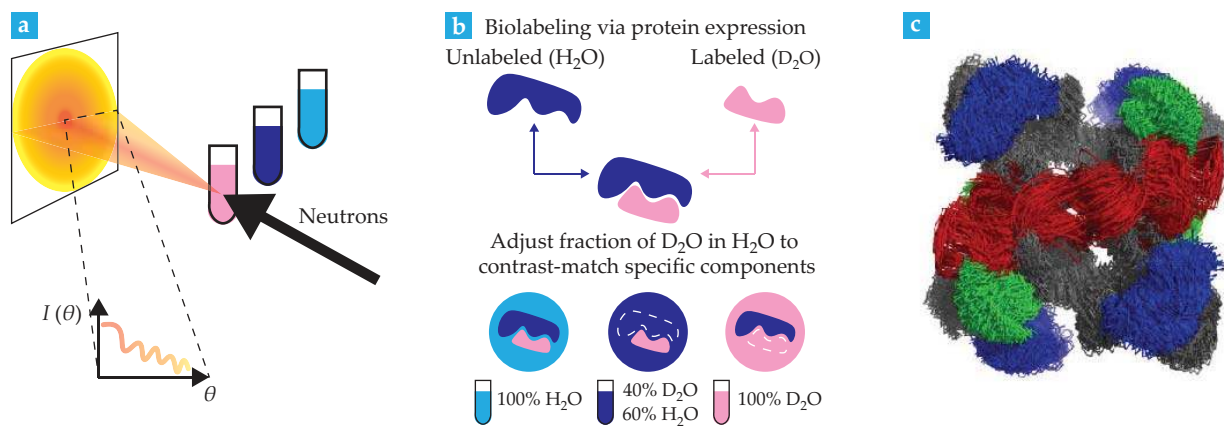 a
Neutrons
I (θ)
θ
b
Biolabeling via protein expression
Unlabeled (H₂O)
Labeled (D₂O)
Adjust fraction of D₂O in H₂O to
contrast-match specific components
100% H₂O
40% D₂O
60% H₂O
100% D₂O
c